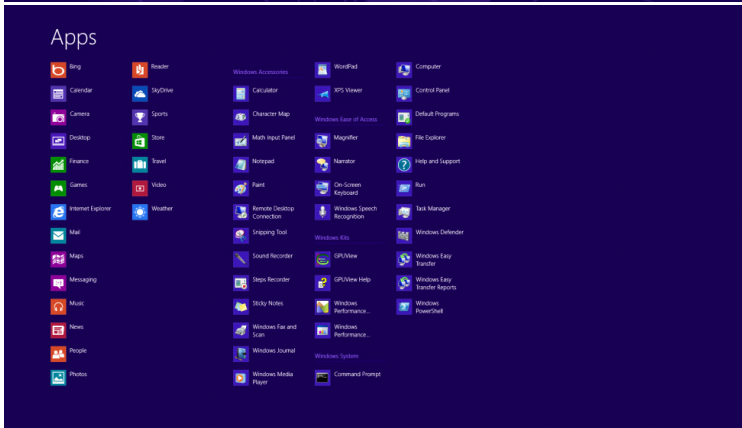 Apps
Bing
Calendar
Camera
Desktop
Finance
Games
Internet Explorer
Mail
Maps
Messaging
Music
News
People
Photos
Reader
SkyDrive
Sports
Store
Travel
Video
Weather
Windows Accessories
Calculator
Character Map
Math Input Panel
Notepad
Paint
Remote Desktop
Connection
Snipping Tool
Sound Recorder
Steps Recorder
Sticky Notes
Windows Fax and
Scan
Windows Journal
Windows Media
Player
WordPad
XPS Viewer
Windows Ease of Access
Magnifier
Narrator
On-Screen
Keyboard
Windows Speech
Recognition
Windows Kits
GPUView
GPUView Help
Windows
Performance...
Windows
Performance...
Windows System
Command Prompt
Computer
Control Panel
Default Programs
File Explorer
Help and Support
Run
Task Manager
Windows Defender
Windows Easy
Transfer
Windows Easy
Transfer Reports
Windows
PowerShell